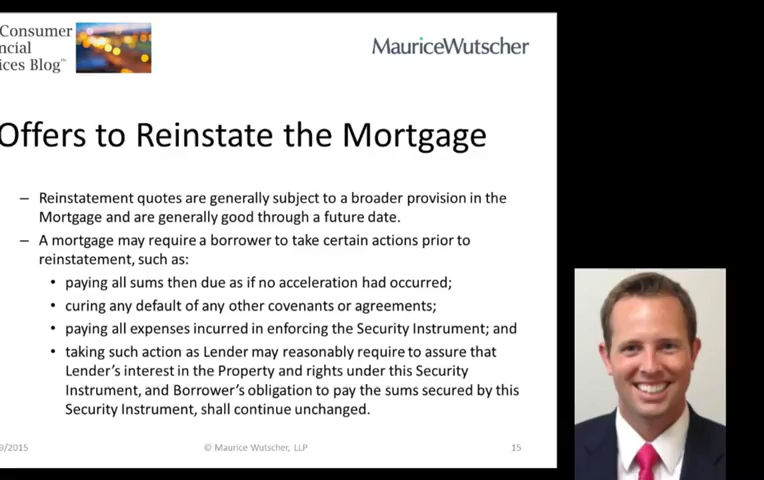 Consumer
ncial
ices Blog
MauriceWutscher
Offers to Reinstate the Mortgage
– Reinstatement quotes are generally subject to a broader provision in the
Mortgage and are generally good through a future date.
– A mortgage may require a borrower to take certain actions prior to
reinstatement, such as:
• paying all sums then due as if no acceleration had occurred;
• curing any default of any other covenants or agreements;
• paying all expenses incurred in enforcing the Security Instrument; and
• taking such action as Lender may reasonably require to assure that
Lender's interest in the Property and rights under this Security
Instrument, and Borrower's obligation to pay the sums secured by this
Security Instrument, shall continue unchanged.
9/2015
© Maurice Wutscher, LLP
15